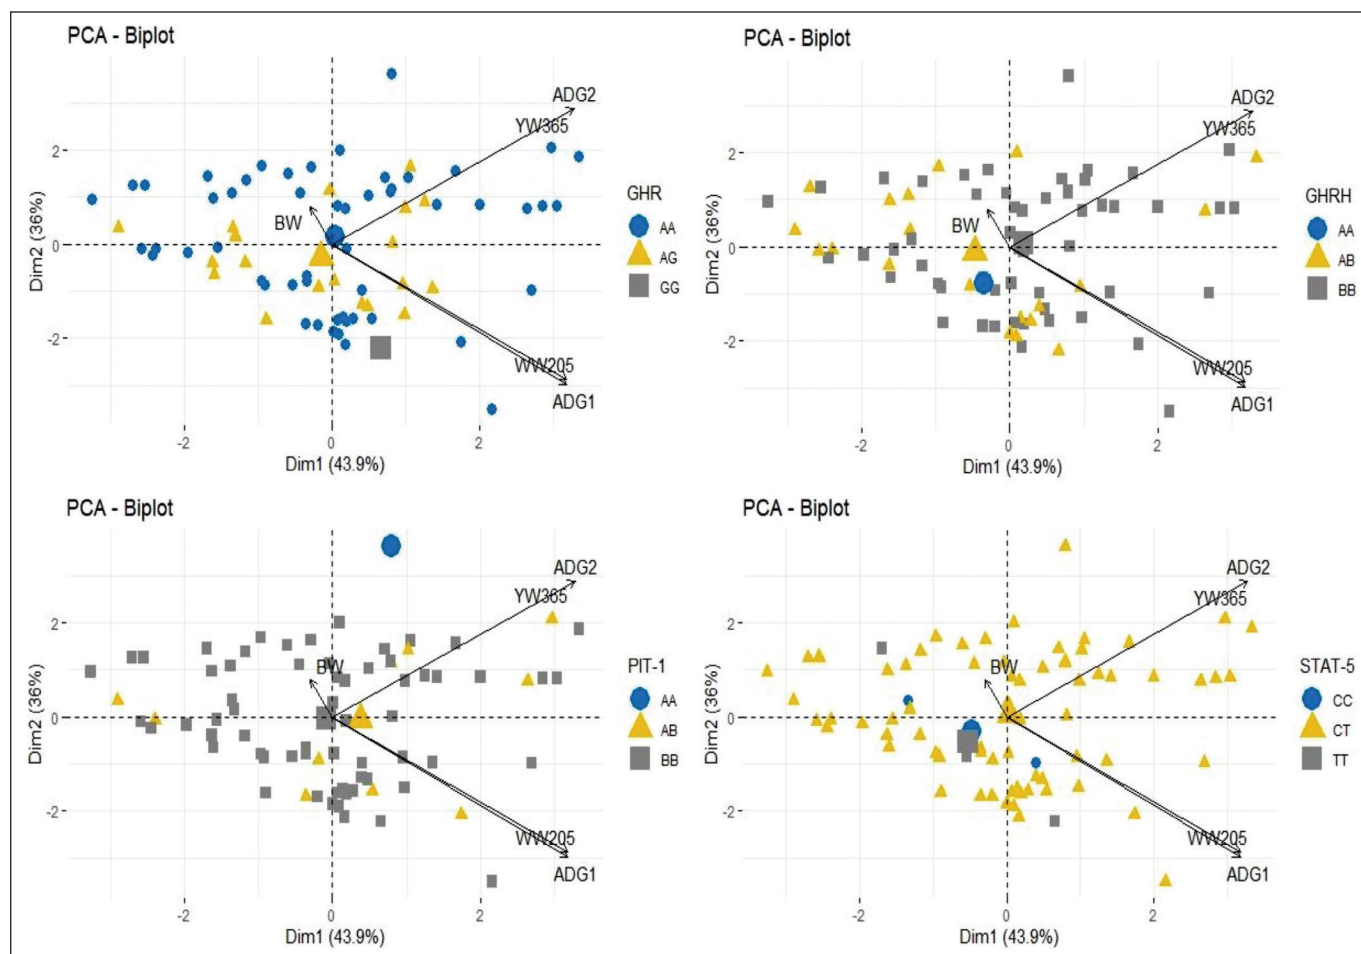 PCA - Biplot
ADG2
YW365
2
GHR
AA
AG
GG
BW
0
Dim2 (36%)
-2
WW205
ADG1
-2 0 2
Dim1 (43.9%)
PCA - Biplot
ADG2
YW365
2
GHRH
AA
AB
BB
BW
0
Dim2 (36%)
-2
WW205
ADG1
-2 0 2
Dim1 (43.9%)
PCA - Biplot
ADG2
YW365
2
PIT-1
AA
AB
BB
BW
0
Dim2 (36%)
-2
WW205
ADG1
-2 0 2
Dim1 (43.9%)
PCA - Biplot
ADG2
YW365
2
STAT-5
CC
CT
TT
BW
0
Dim2 (36%)
-2
WW205
ADG1
-2 0 2
Dim1 (43.9%)